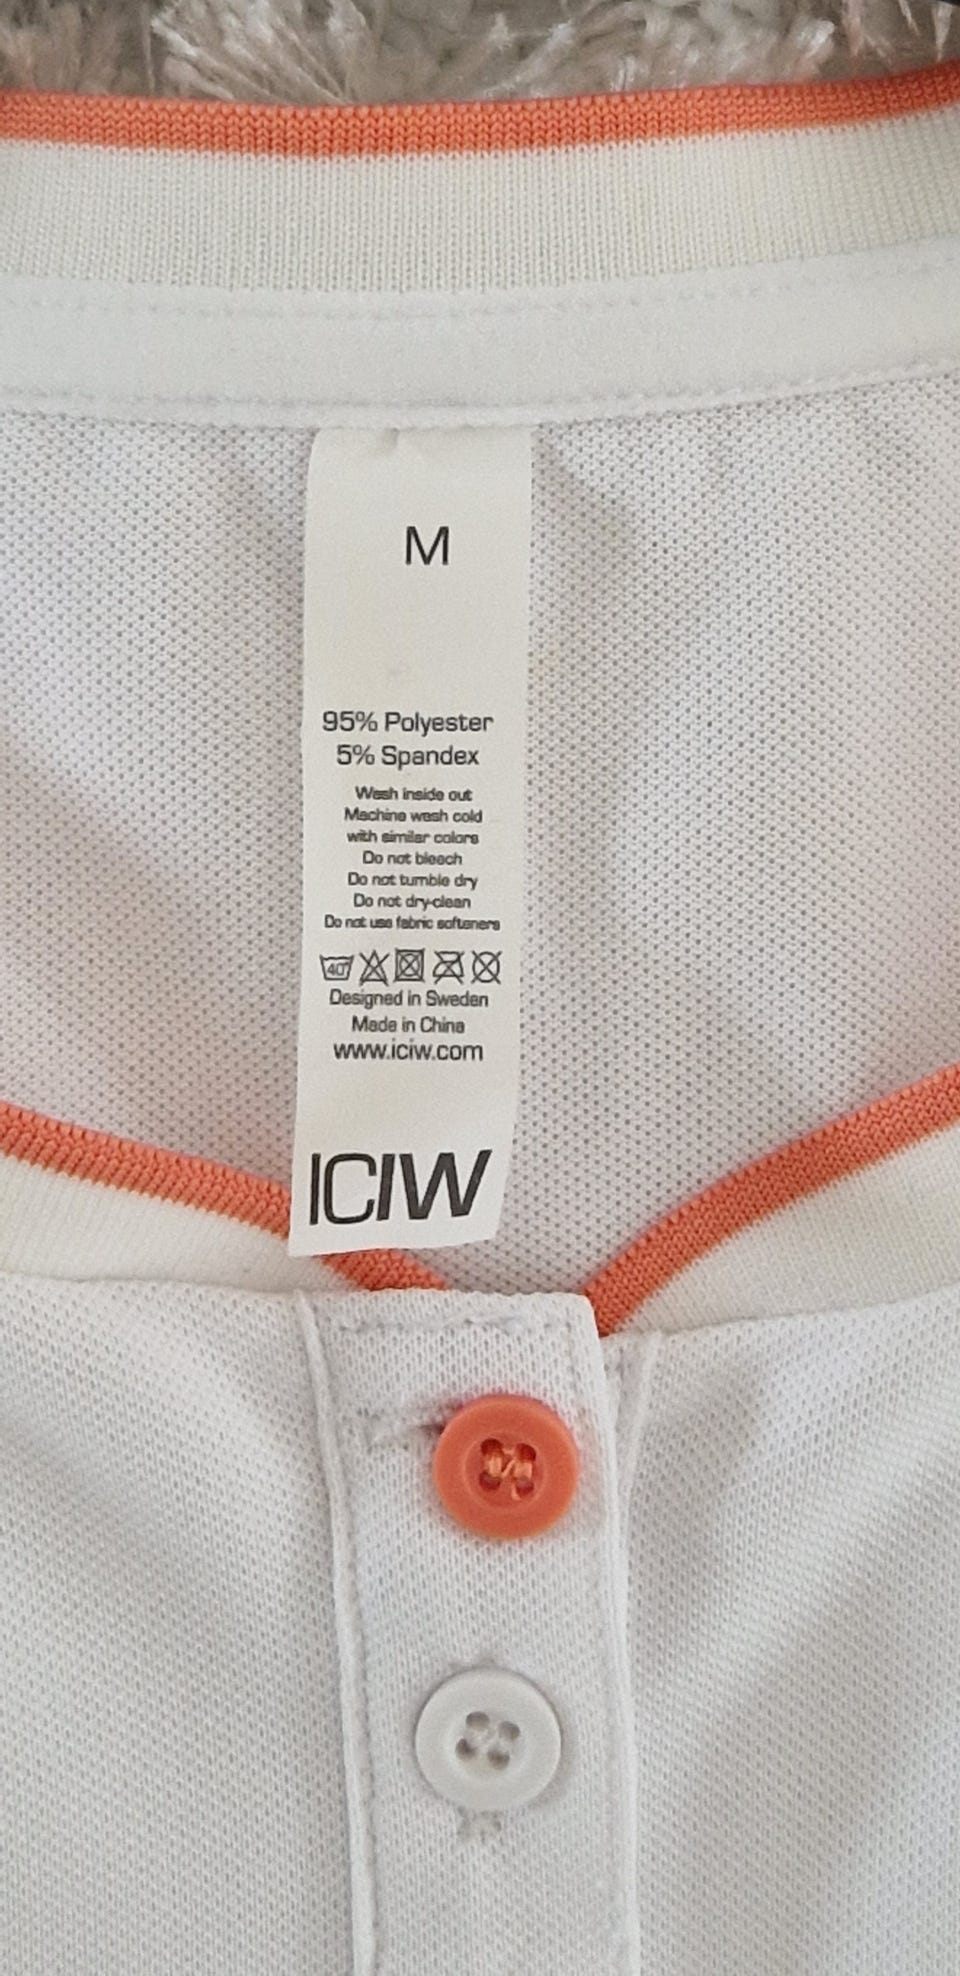 M
95% Polyester
5% Spandex
Wash inside out
Machine wash cold
with similar colors
Do not bleach
Do not tumble dry
Do not dry-clean
Do not use fabric softeners
40°
Designed in Sweden
Made in China
www.iciw.com
ICIW